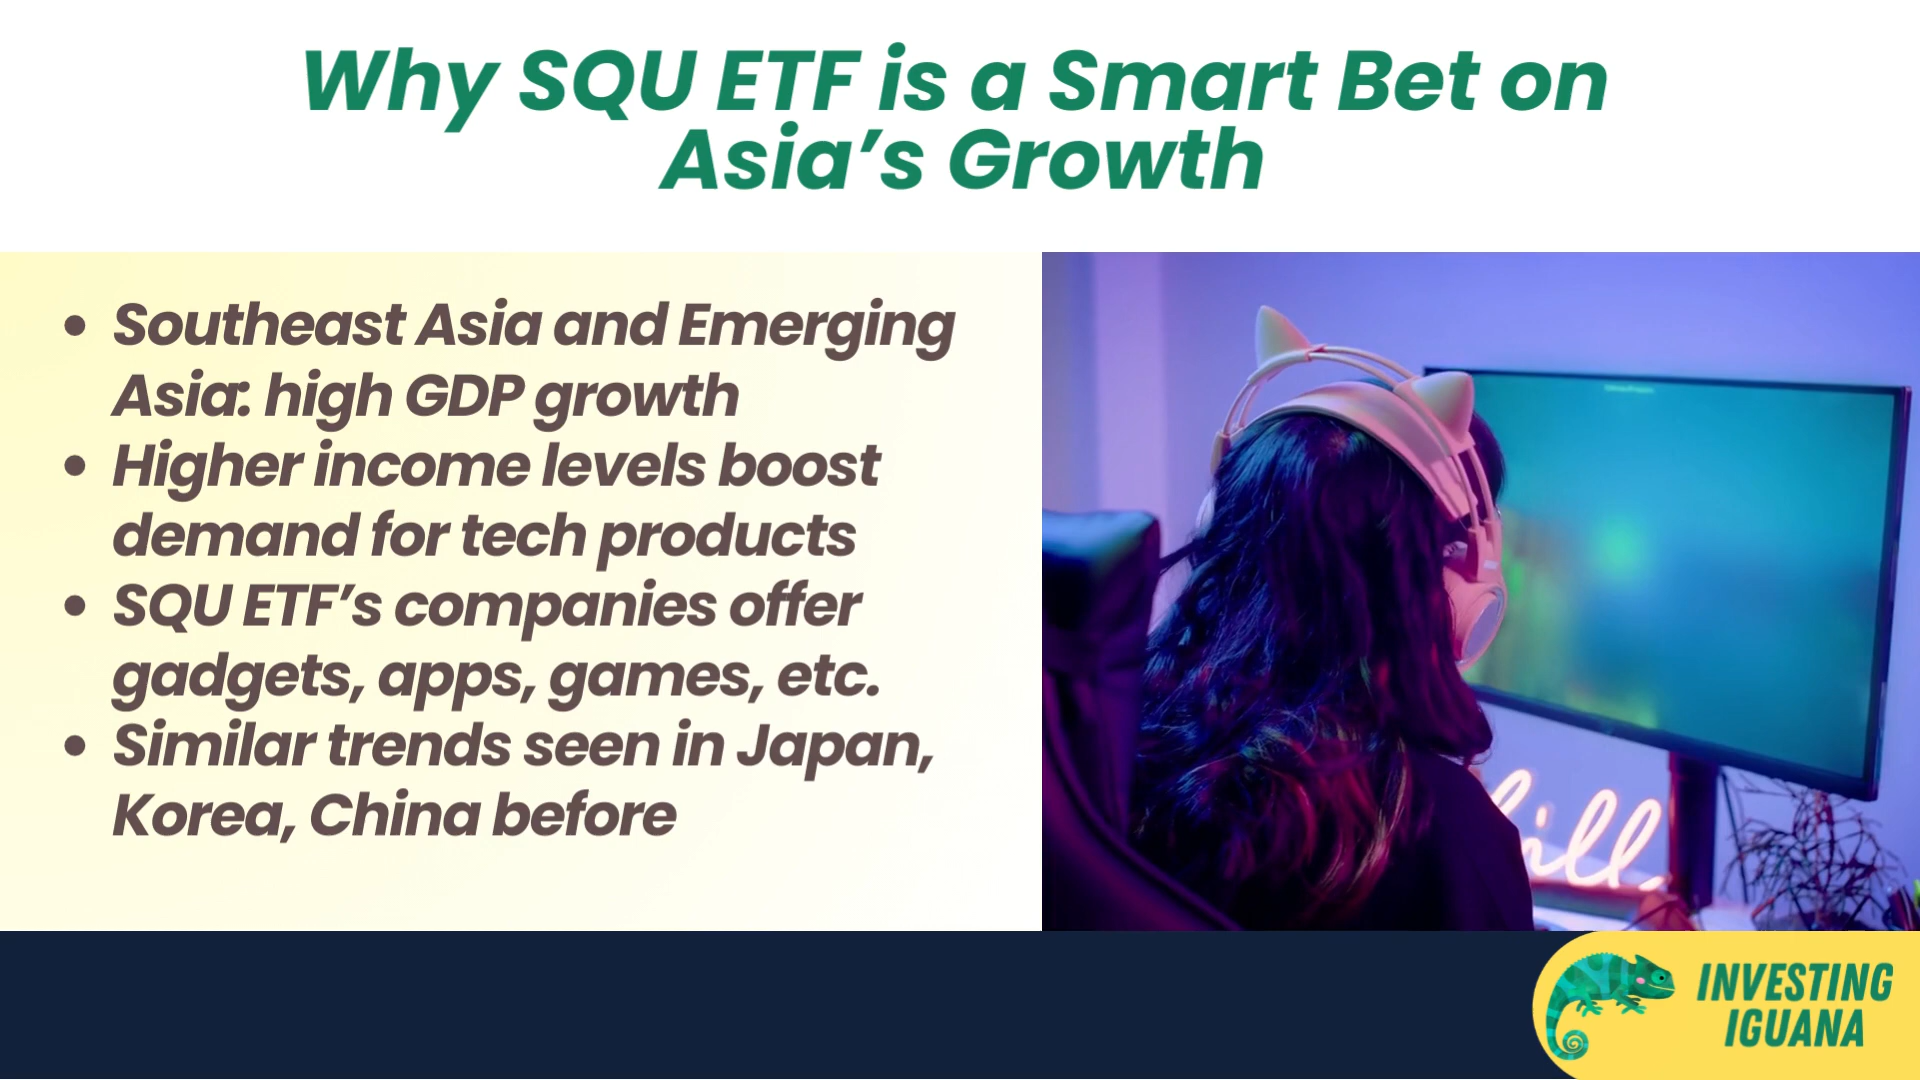 Why SQU ETF is a Smart Bet on
Asia’s Growth
• Southeast Asia and Emerging
Asia: high GDP growth
• Higher income levels boost
demand for tech products
• SQU ETF’s companies offer
gadgets, apps, games, etc.
• Similar trends seen in Japan,
Korea, China before
ill.
INVESTING
IGUANA